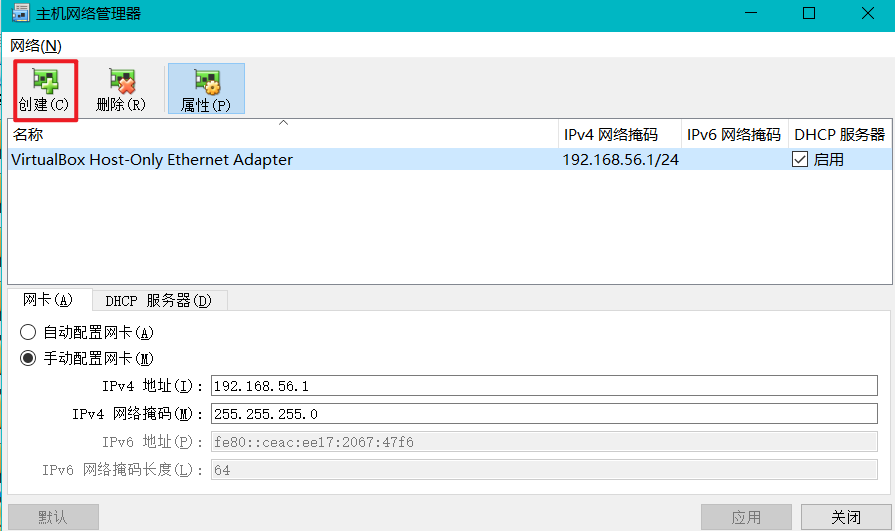 主机网络管理器
网络(N)
创建(C) 删除(R) 属性(P)
名称 IPv4 网络掩码 IPv6 网络掩码 DHCP 服务器
VirtualBox Host-Only Ethernet Adapter 192.168.56.1/24 启用
网卡(A) DHCP 服务器(D)
自动配置网卡(A)
手动配置网卡(M)
IPv4 地址(I): 192.168.56.1
IPv4 网络掩码(M): 255.255.255.0
IPv6 地址(P): fe80::ceac:ee17:2067:47f6
IPv6 网络掩码长度(L): 64
默认 应用 关闭